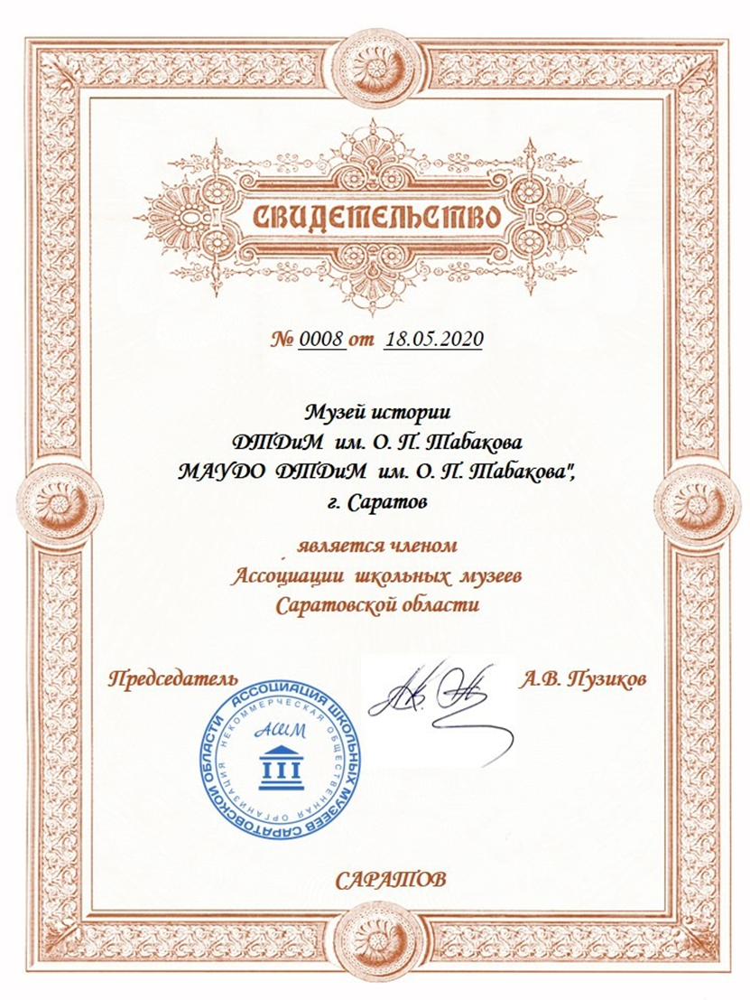 СВИДЕТЕЛЬСТВО
№ 0008 от 18.05.2020
Музей истории
ДТДиМ им. О. П. Табакова
МАУДО ДТДиМ им. О. П. Табакова",
г. Саратов
является членом
Ассоциации школьных музеев
Саратовской области
Председатель
А.В. Пузиков
АССОЦИАЦИЯ ШКОЛЬНЫХ МУЗЕЕВ САРАТОВСКОЙ ОБЛАСТИ
НЕКОММЕРЧЕСКАЯ ОБЩЕСТВЕННАЯ ОРГАНИЗАЦИЯ
АШМ
САРАТОВ